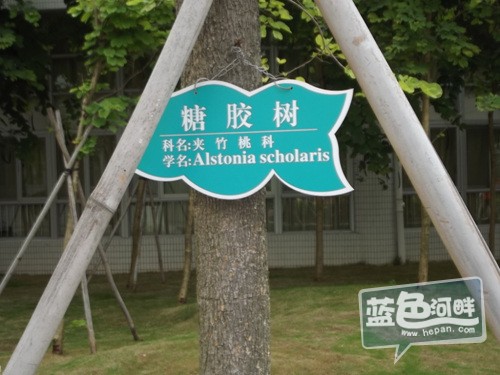 糖胶树
科名:夹竹桃科
学名:Alstonia scholaris
蓝色河畔
www.hepan.com